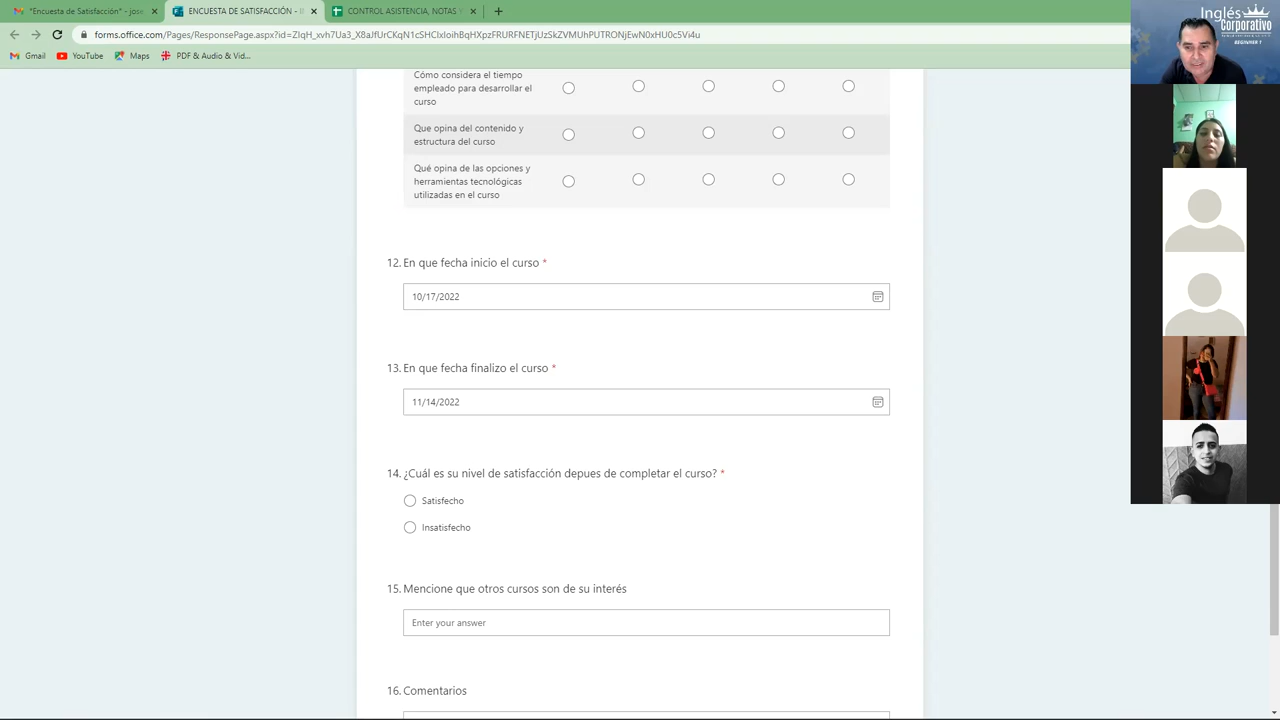 "Encuesta de Satisfacción" - jose
ENCUESTA DE SATISFACCIÓN - R
CONTROL ASISTENCIA, NOTAS Y
forms.office.com/Pages/ResponsePage.aspx?id=ZIqH_xvh7Ua3_X8aJfUrCKqN1cSHCIxIoihBqHXpzFRURFNETjUzSkZVMUhPUTRONjEwN0xHU0c5Vi4u
Gmail
YouTube
Maps
PDF & Audio & Vid...
Inglés
Corporativo
BEGINNER 1
Cómo considera el tiempo
empleado para desarrollar el
curso
Que opina del contenido y
estructura del curso
Qué opina de las opciones y
herramientas tecnológicas
utilizadas en el curso
12. En que fecha inicio el curso *
10/17/2022
13. En que fecha finalizo el curso *
11/14/2022
14. ¿Cuál es su nivel de satisfacción depues de completar el curso? *
Satisfecho
Insatisfecho
15. Mencione que otros cursos son de su interés
Enter your answer
16. Comentarios